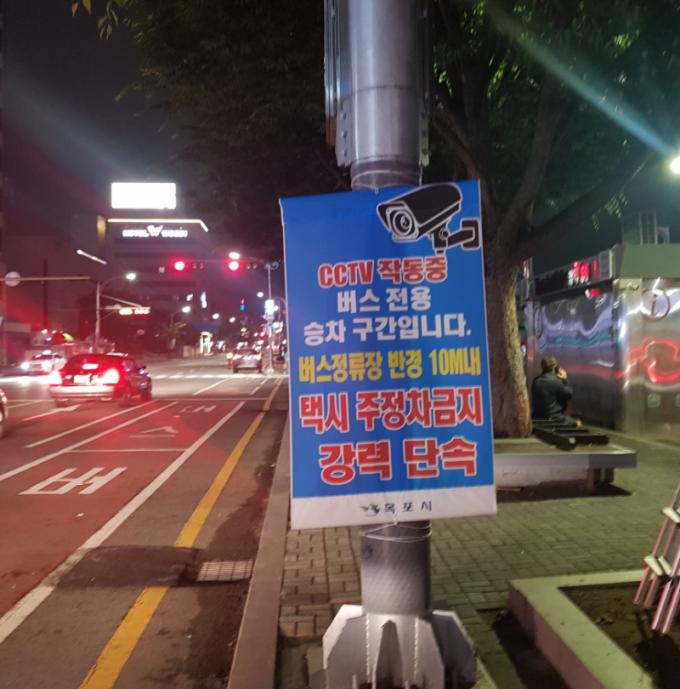 CCTV 작동중
버스 전용
승차 구간입니다.
버스정류장 반경 10M내
택시 주정차금지
강력 단속
목포시
버